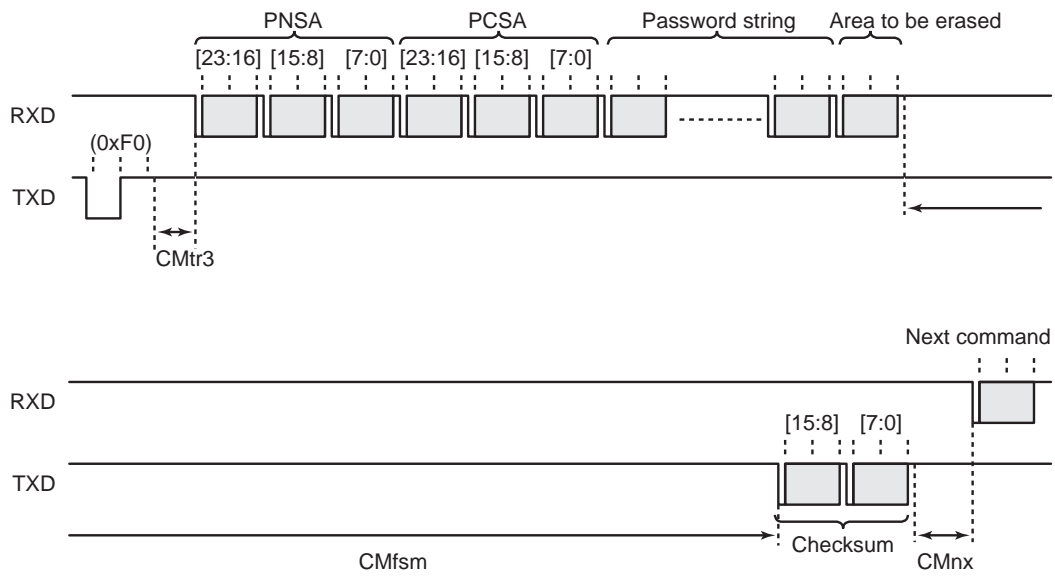 PNSA PCSA Password string Area to be erased
[23:16] [15:8] [7:0] [23:16] [15:8] [7:0]
RXD
(0xF0)
TXD
CMtr3
Next command
RXD
[15:8] [7:0]
TXD
Checksum
CMfsm CMnx